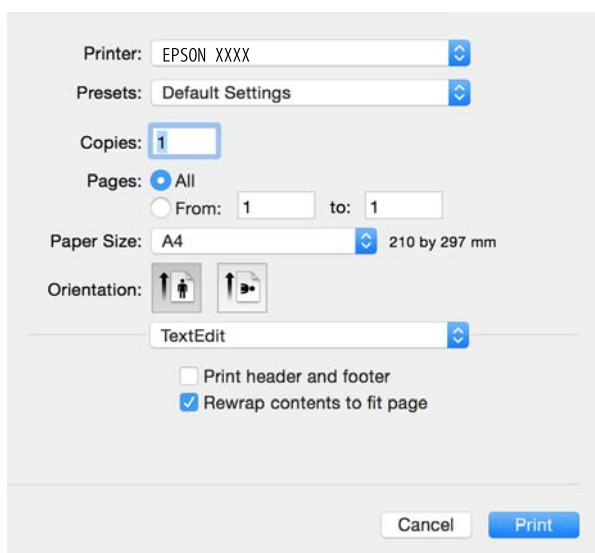 Printer: EPSON XXXX
Presets: Default Settings
Copies: 1
Pages: All
From: 1 to: 1
Paper Size: A4 210 by 297 mm
Orientation:
TextEdit
Print header and footer
Rewrap contents to fit page
Cancel Print